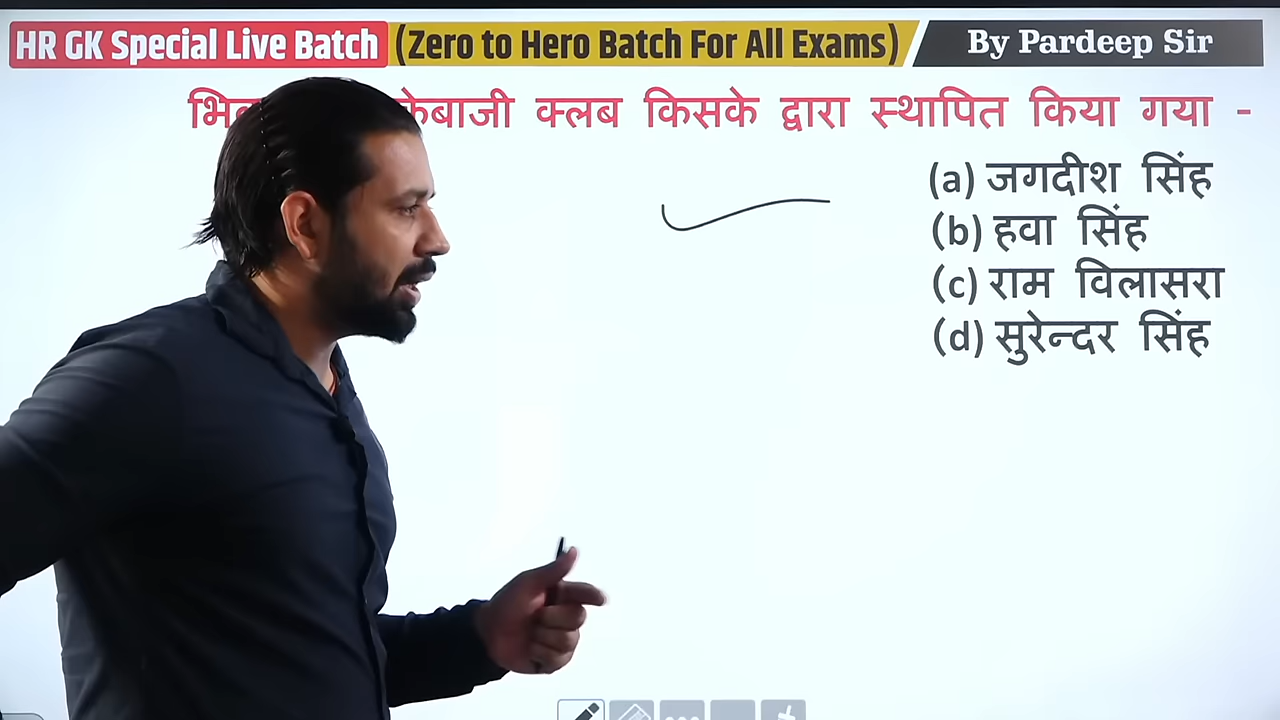 HR GK Special Live Batch (Zero to Hero Batch For All Exams) By Pardeep Sir
क्लब किसके द्वारा स्थापित किया गया -
(a) जगदीश सिंह
(b) हवा सिंह
(c) राम विलासरा
(d) सुरेन्दर सिंह